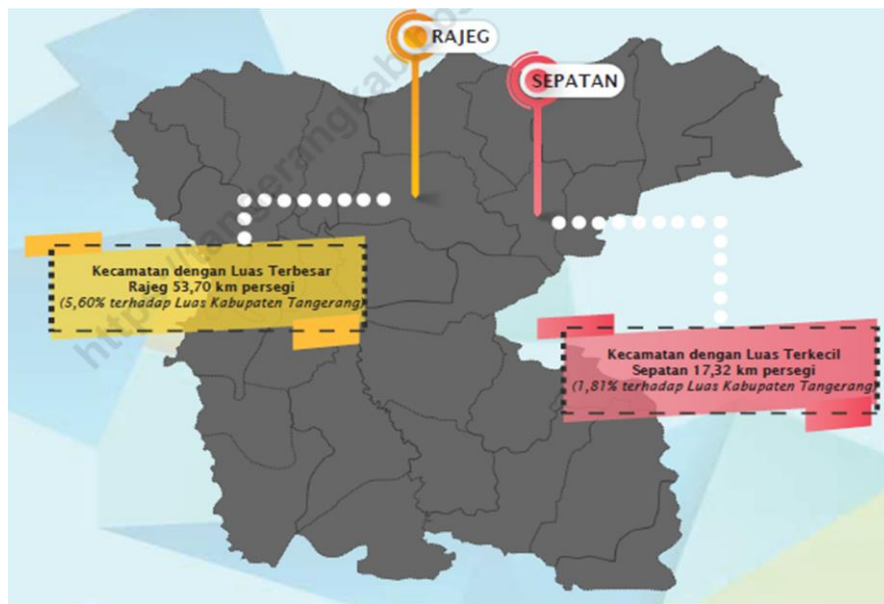 RAJEG
SEPATAN
Kecamatan dengan Luas Terbesar
Rajeg 53,70 km persegi
(5,60% terhadap Luas Kabupaten Tangerang)
Kecamatan dengan Luas Terkecil
Sepatan 17,32 km persegi
(1,81% terhadap Luas Kabupaten Tangerang)